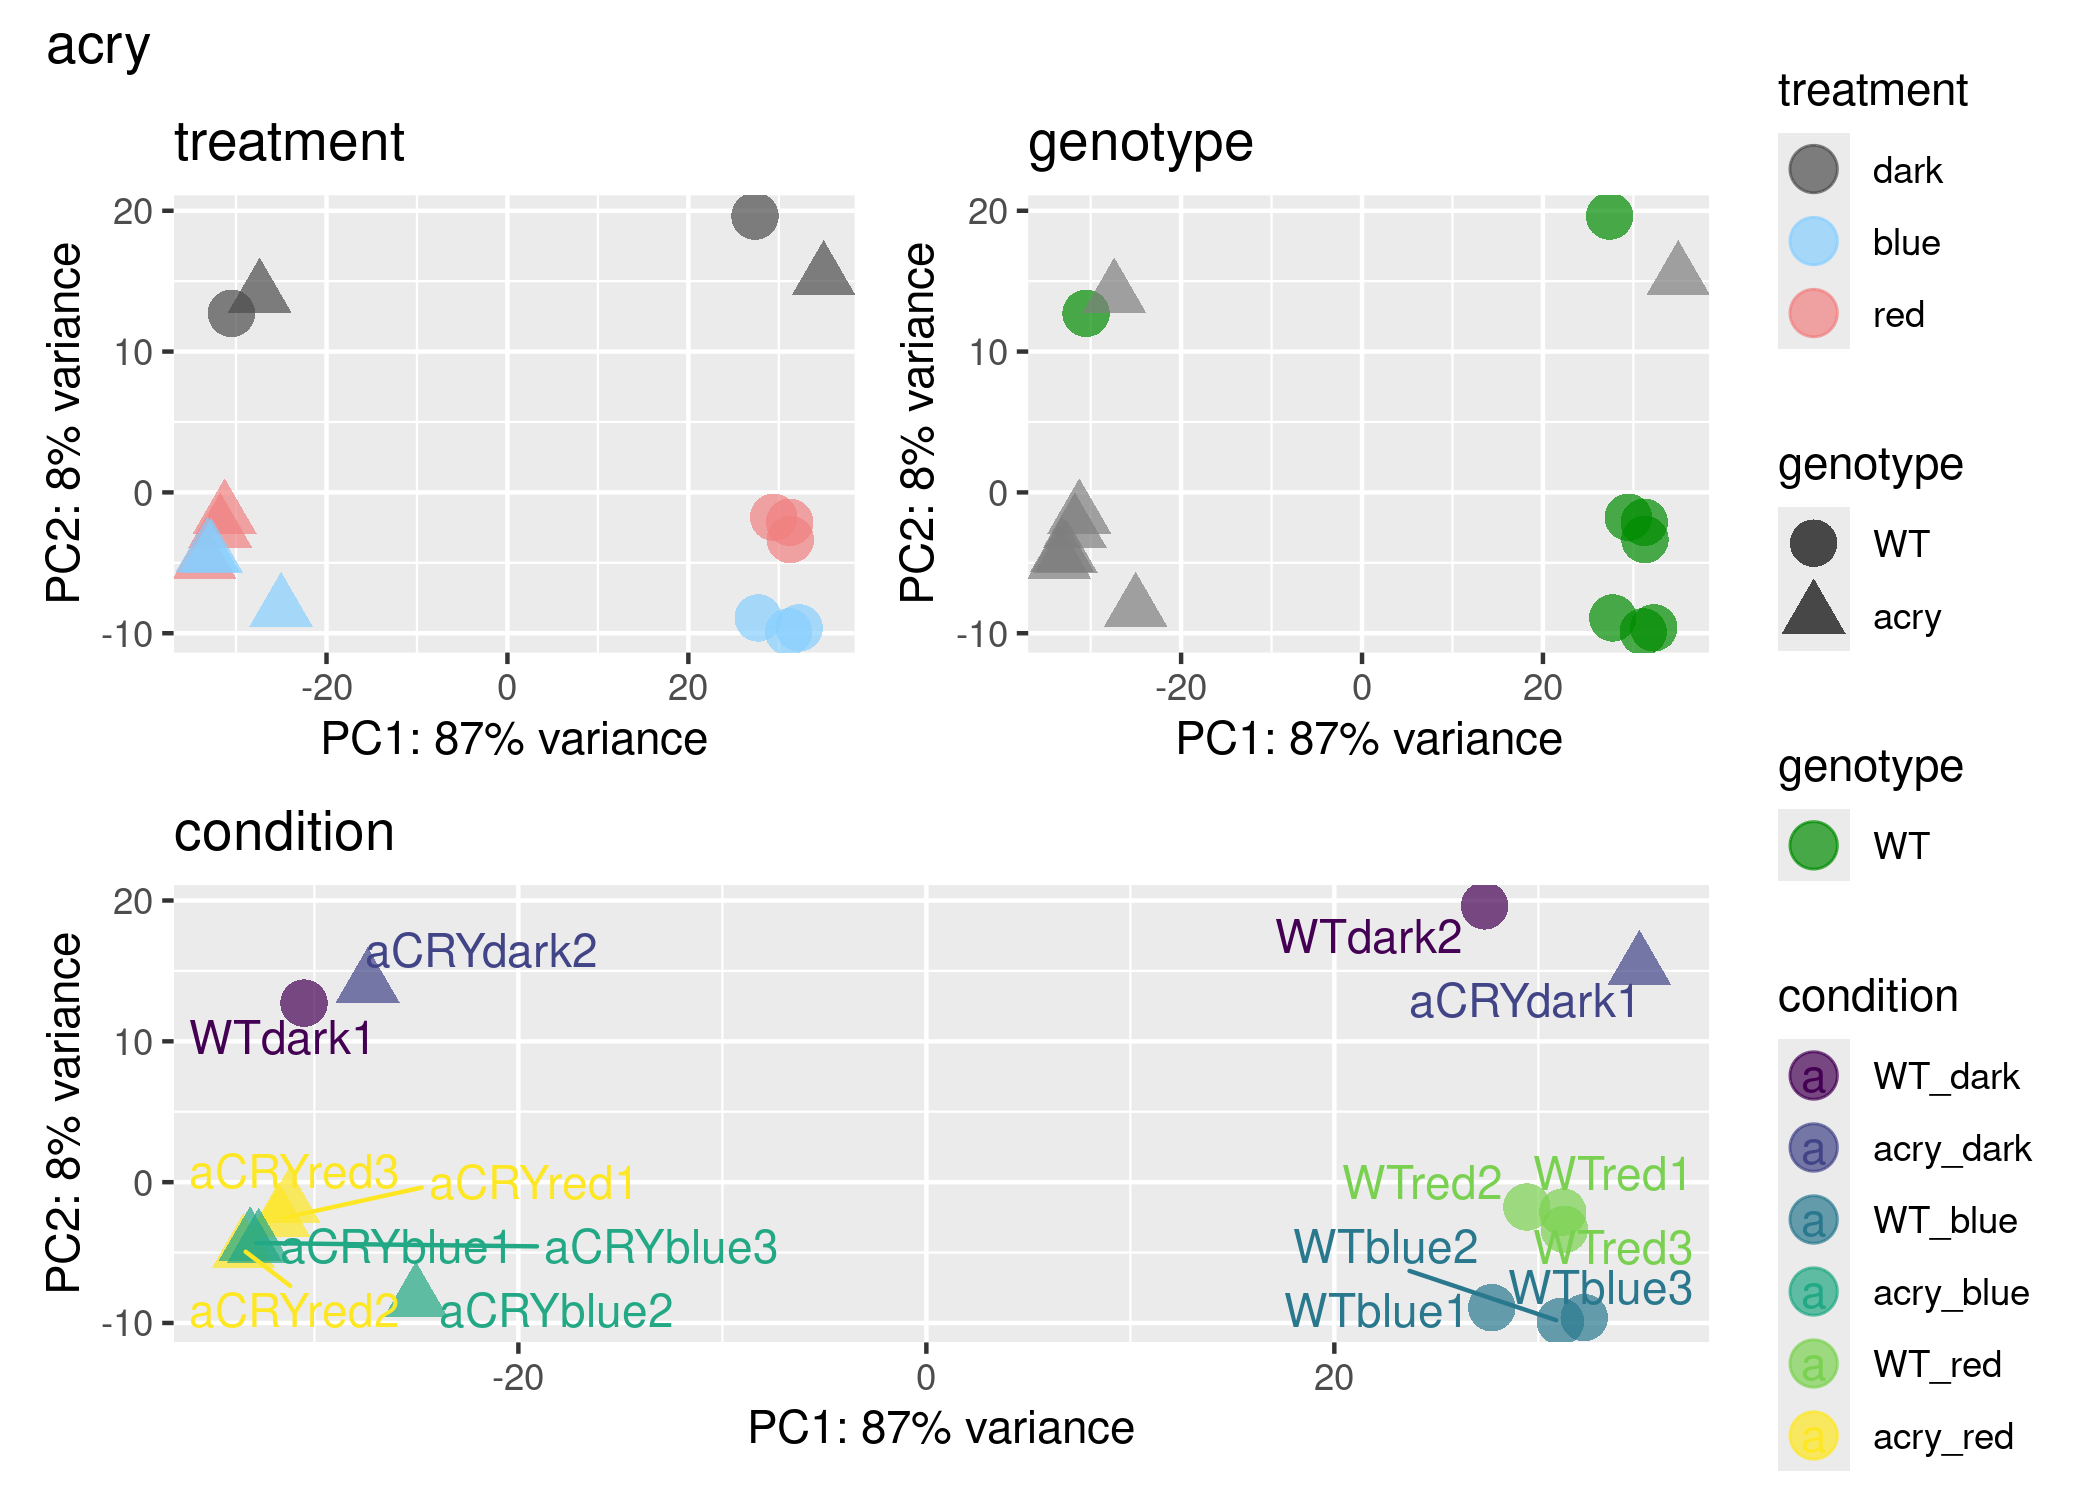 acry
treatment
20
10
0
-10
PC2: 8% variance
-20
0
20
PC1: 87% variance
genotype
20
10
0
-10
PC2: 8% variance
-20
0
20
PC1: 87% variance
condition
20
10
0
-10
PC2: 8% variance
WTdark2
aCRYdark2
aCRYdark1
WTdark1
aCRYred3
aCRYred1
WTred2
WTred1
aCRYblue1
aCRYblue3
WTblue2
WTred3
WTblue3
aCRYred2
aCRYblue2
WTblue1
-20
0
20
PC1: 87% variance
treatment
dark
blue
red
genotype
WT
acry
genotype
WT
condition
a WT_dark
a acry_dark
a WT_blue
a acry_blue
a WT_red
a acry_red